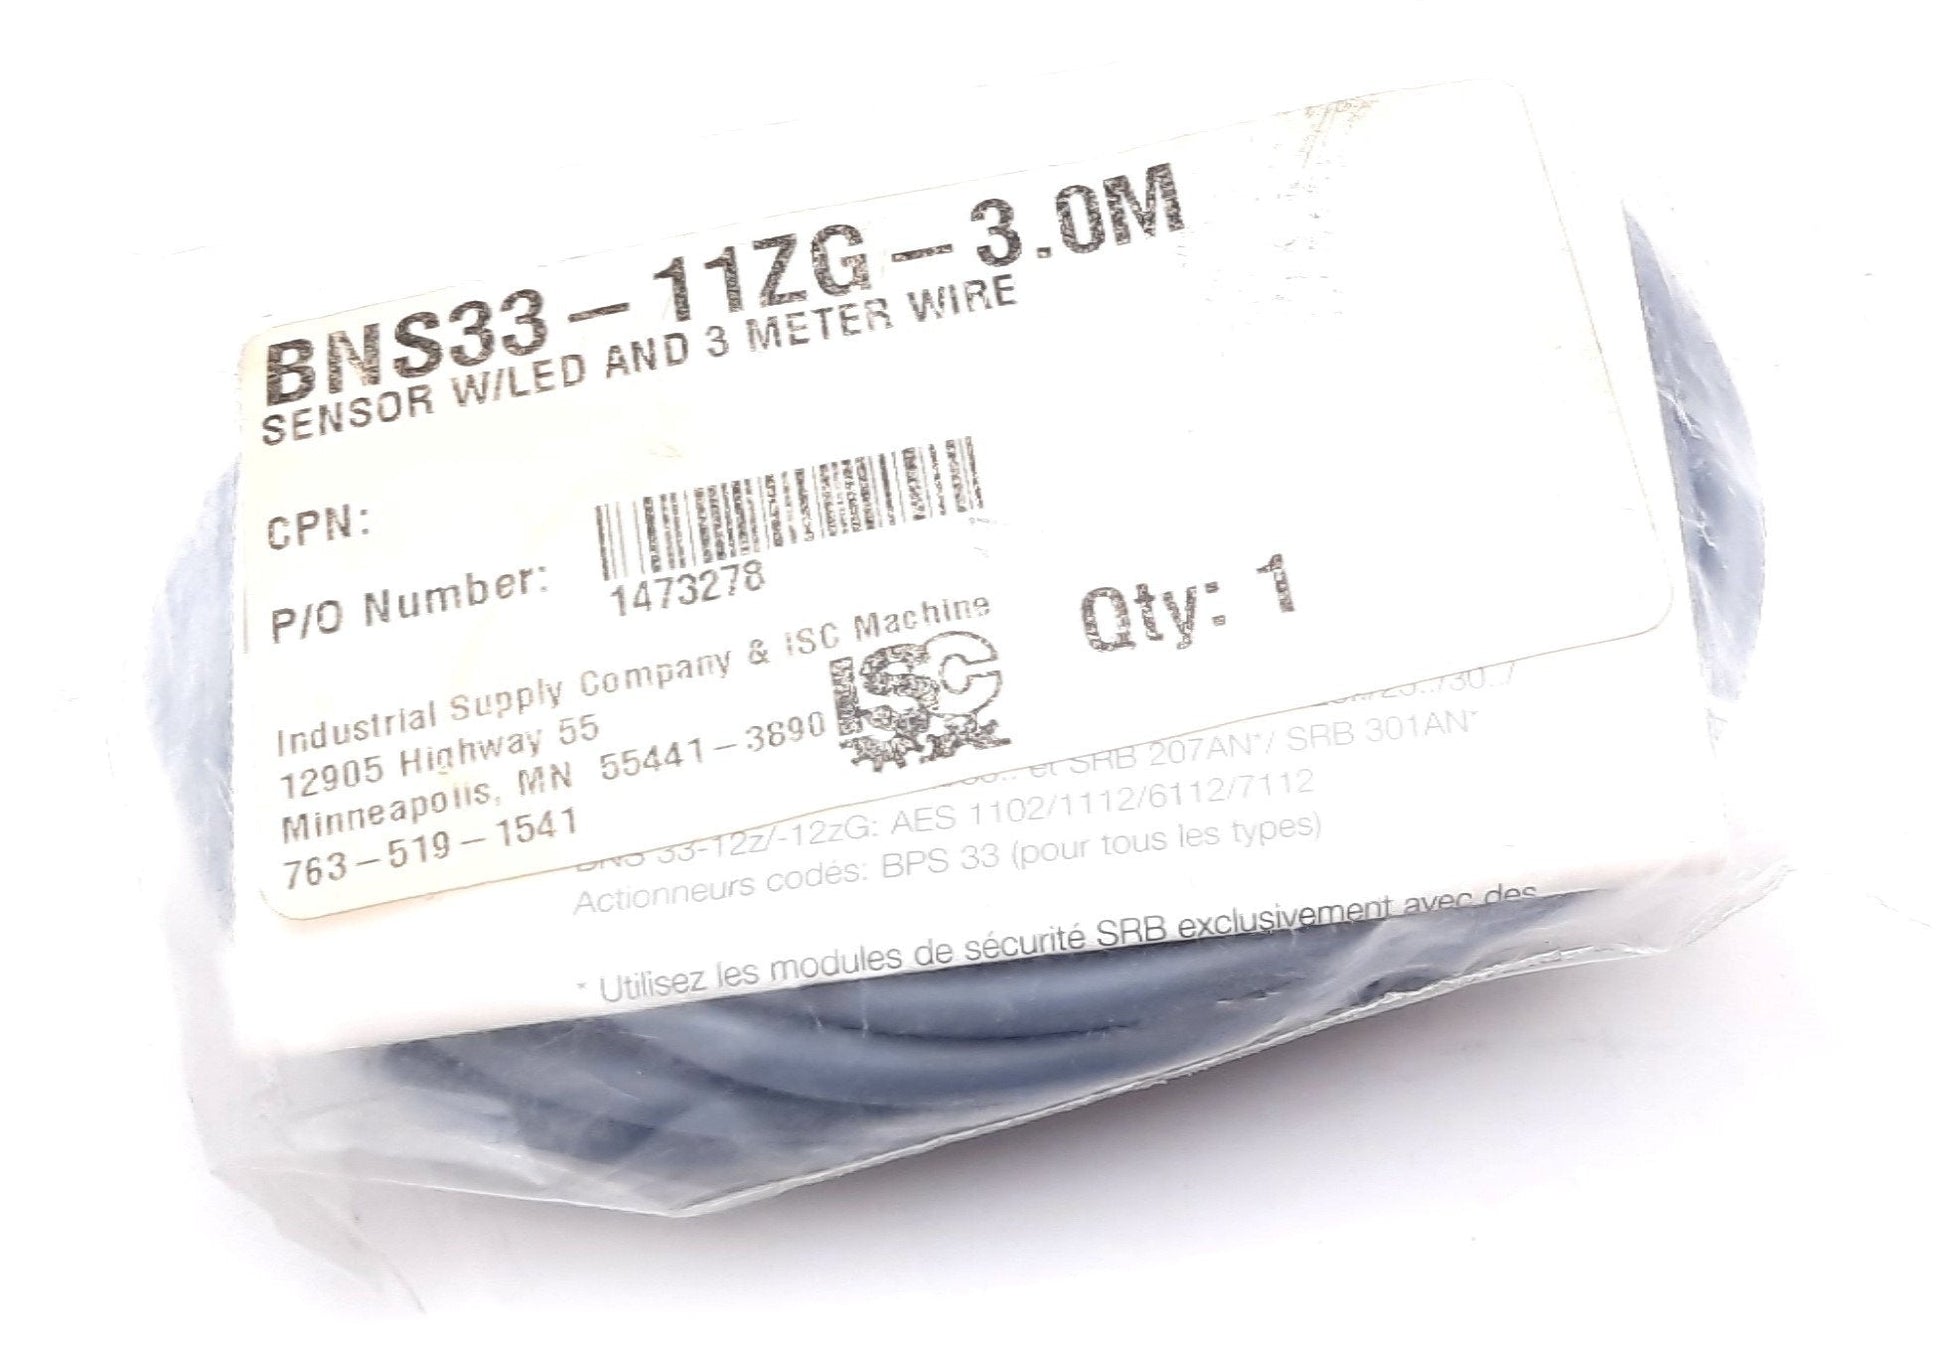 BNS33-11ZG-3.0M
SENSOR W/LED AND 3 METER WIRE
CPN:
P/O Number: 1473278
Qty: 1
Industrial Supply Company & ISC Machine
12905 Highway 55
Minneapolis, MN 55441-3890
763-519-1541
ISC
et SRB 207AN*/ SRB 301AN*
BNS 33-12z/-12zG: AES 1102/1112/6112/7112
Actionneurs codés: BPS 33 (pour tous les types)
* Utilisez les modules de sécurité SRB exclusivement avec des